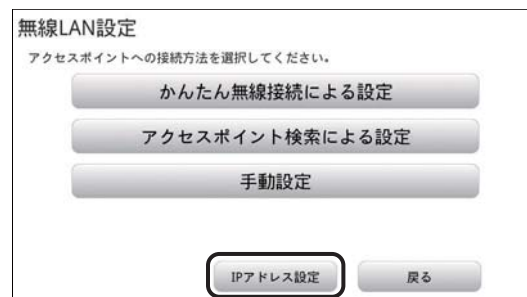 無線LAN設定
アクセスポイントへの接続方法を選択してください。
かんたん無線接続による設定
アクセスポイント検索による設定
手動設定
IPアドレス設定 戻る